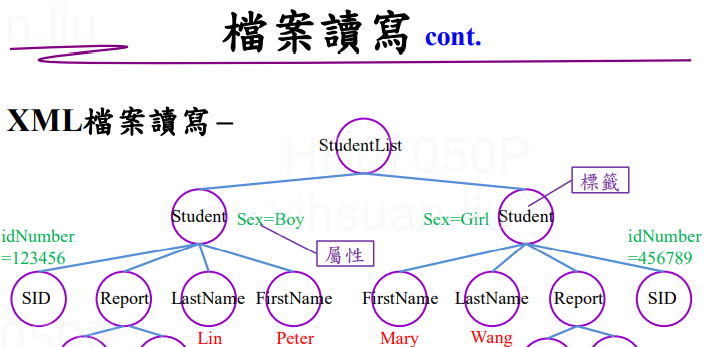 檔案讀寫 cont.
XML檔案讀寫 –
StudentList
標籤
Student Sex=Boy Sex=Girl Student
屬性
idNumber
=123456
idNumber
=456789
SID Report LastName FirstName FirstName LastName Report SID
Lin Peter Mary Wang